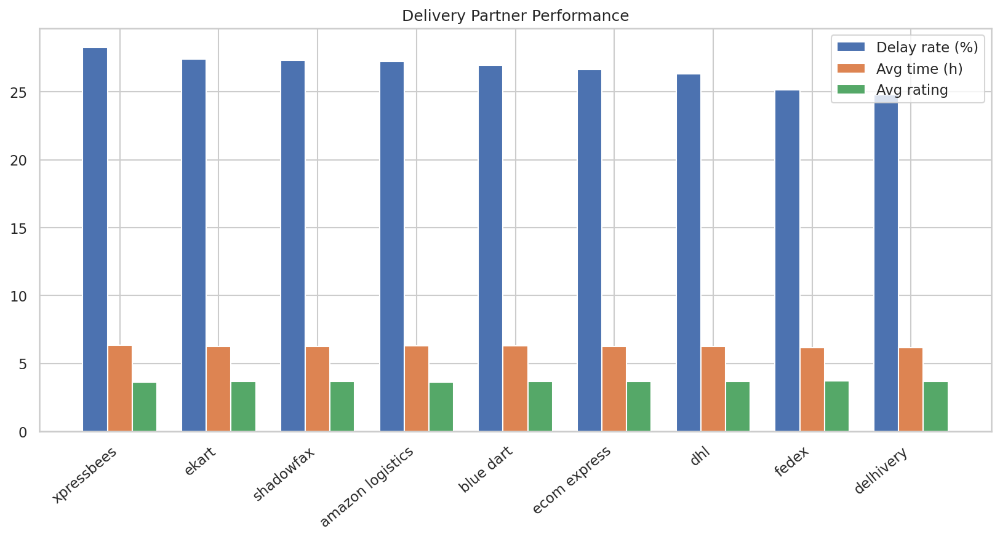 Delivery Partner Performance
Delay rate (%)
Avg time (h)
Avg rating
25
20
15
10
5
0
xpressbees
ekart
shadowfax
amazon logistics
blue dart
ecom express
dhl
fedex
delhivery